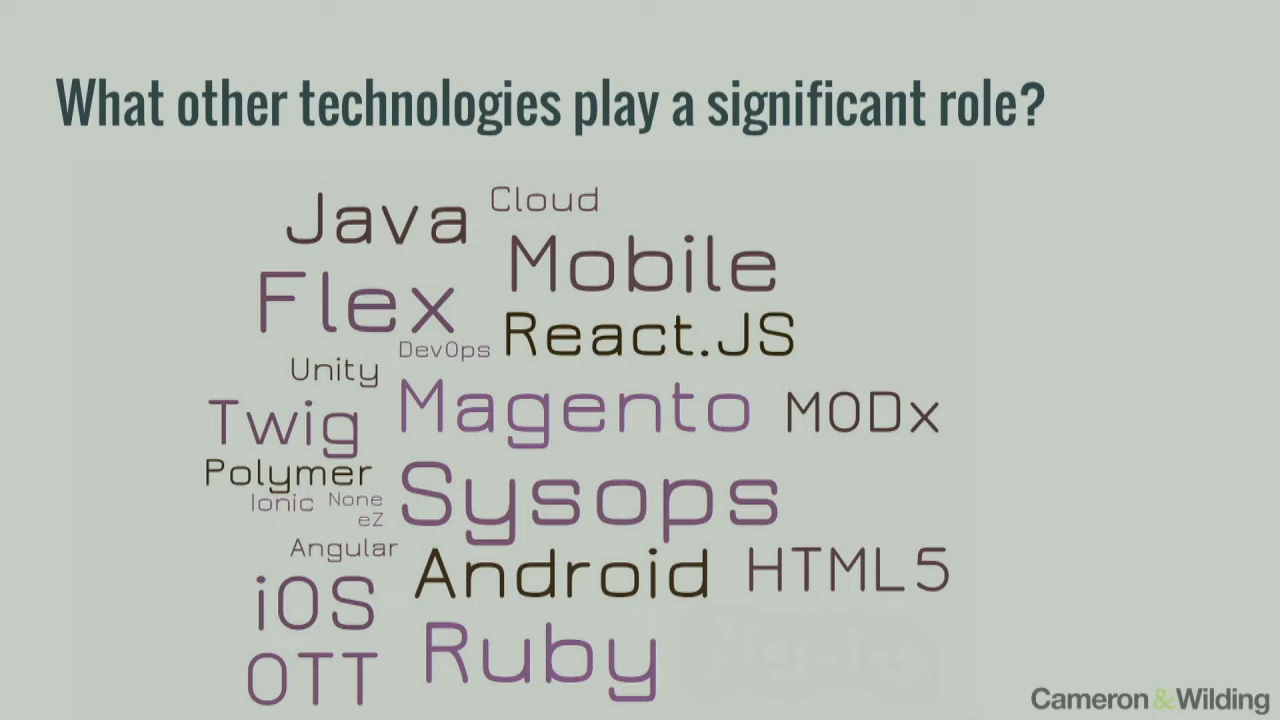 What other technologies play a significant role?
Java
Cloud
Mobile
Flex
React.JS
DevOps
Unity
Magento
MODx
Twig
Polymer
Sysops
Ionic
None
eZ
Angular
Android
HTML5
iOS
Ruby
OTT
Cameron&Wilding